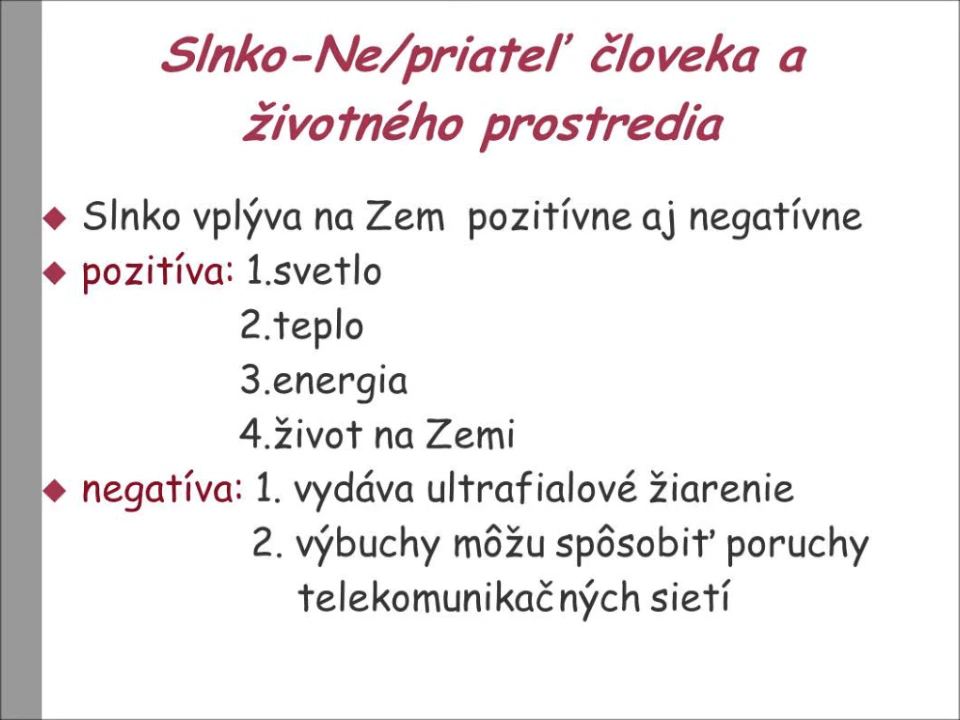 Slnko-Ne/priateľ človeka a
životného prostredia
Slnko vplýva na Zem  pozitívne aj negatívne
pozitíva: 1.svetlo
2.teplo
3.energia
4.život na Zemi
negatíva: 1. vydáva ultrafialové žiarenie
2. výbuchy môžu spôsobiť poruchy
telekomunikačných sietí